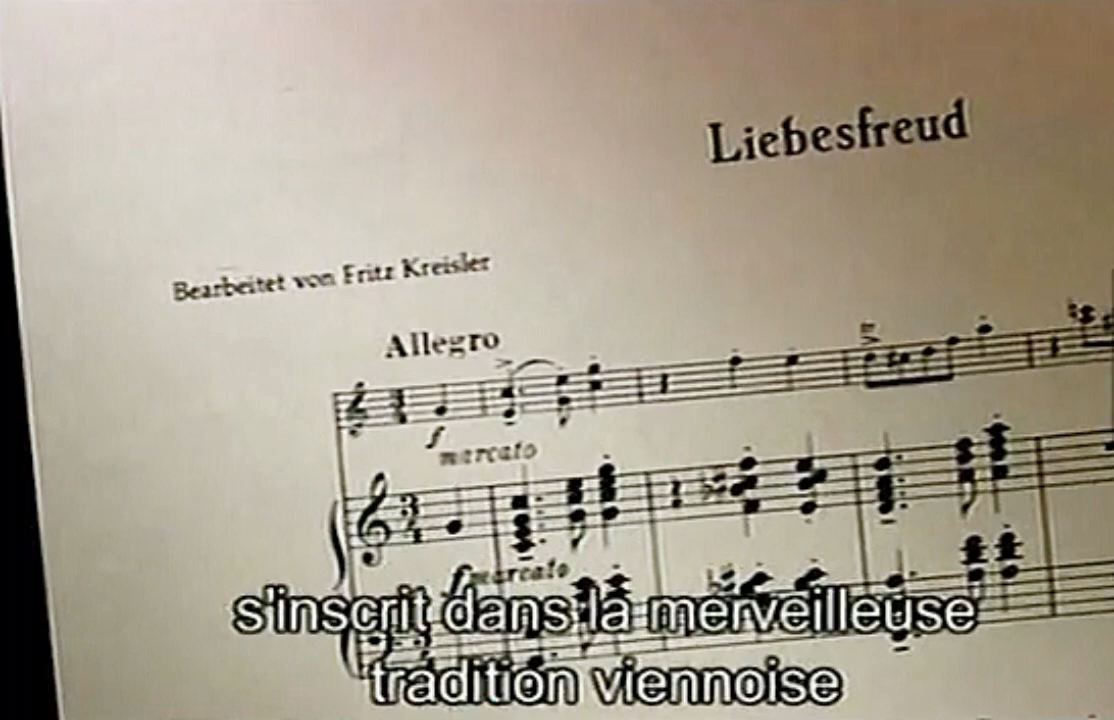 Liebesfreud
Bearbeitet von Fritz Kreisler
Allegro
f
marcato
f marcato
s'inscrit dans la merveilleuse
tradition viennoise